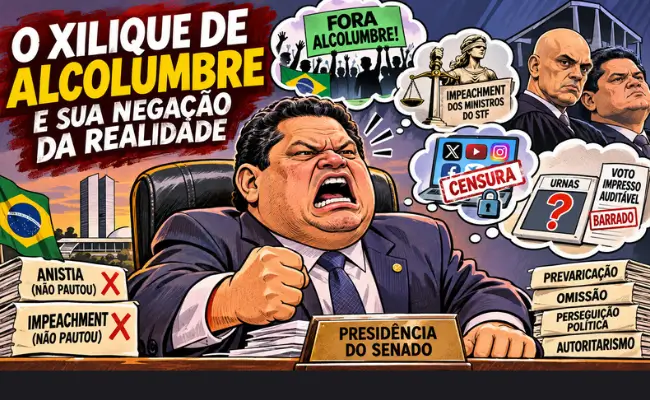 O XILIQUE DE
ALCOLUMBRE
E SUA NEGAÇÃO
DA REALIDADE
FORA
ALCOLUMBRE!
IMPEACHMENT
DOS MINISTROS
DO STF
X
f
CENSURA
URNAS
?
VOTO
IMPRESSO
AUDITÁVEL
BARRADO
ANISTIA
(NÃO PAUTOU) X
IMPEACHMENT
(NÃO PAUTOU) X
PRESIDÊNCIA
DO SENADO
PREVARICAÇÃO
OMISSÃO
PERSEGUIÇÃO
POLÍTICA
AUTORITARISMO